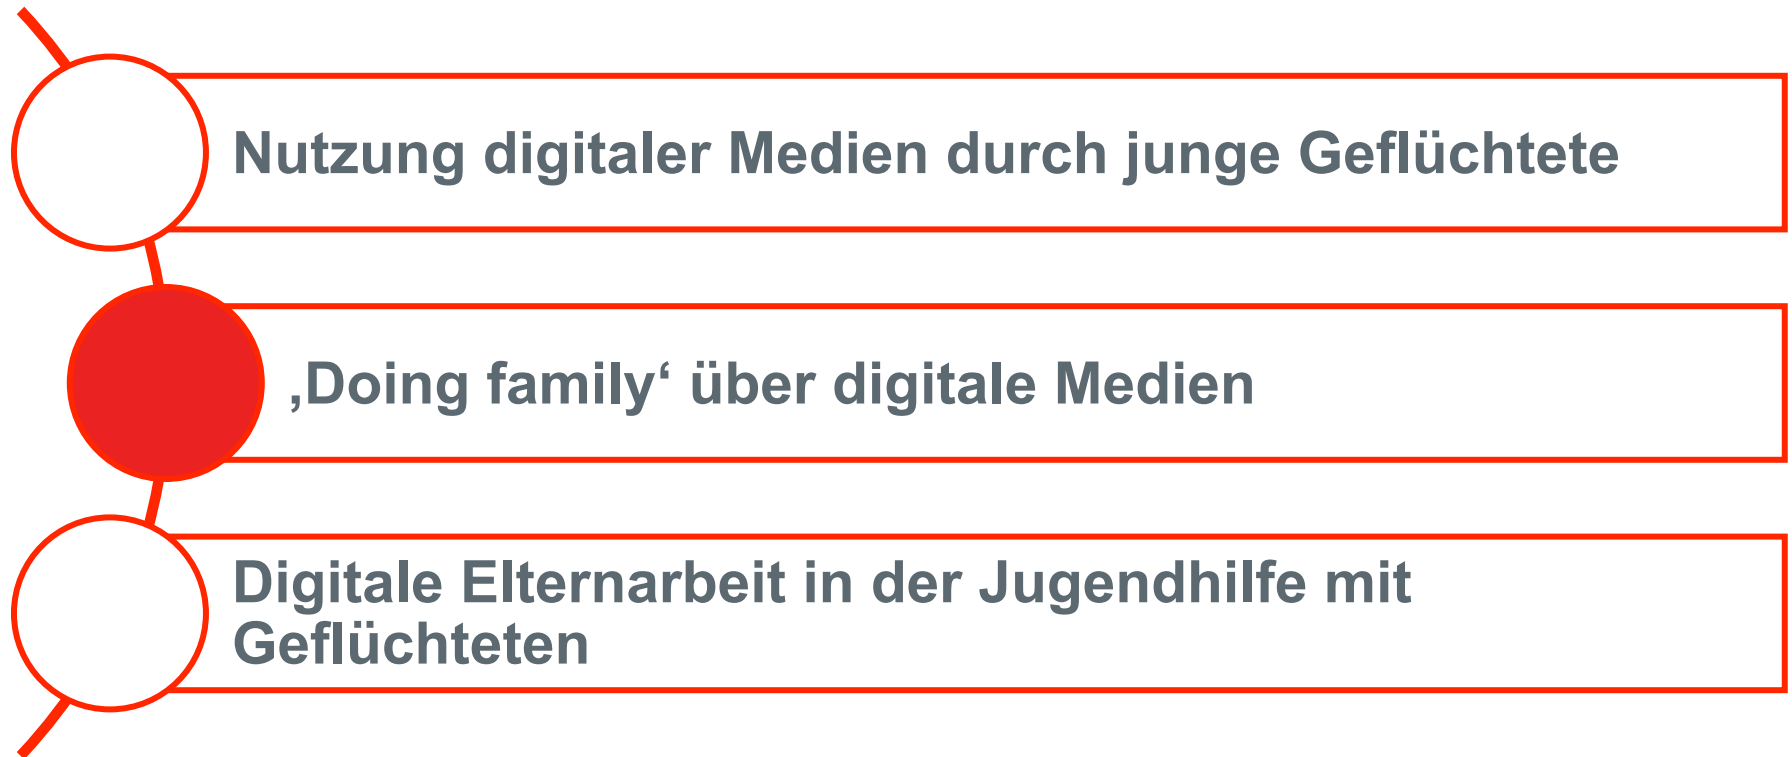 Nutzung digitaler Medien durch junge Geflüchtete
‚Doing family‘ über digitale Medien
Digitale Elternarbeit in der Jugendhilfe mit
Geflüchteten